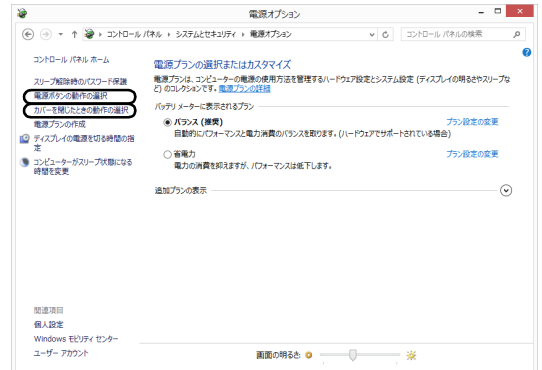 電源オプション
コントロール パネル ▸ システムとセキュリティ ▸ 電源オプション
コントロール パネルの検索
コントロール パネル ホーム
スリープ解除時のパスワード保護
電源ボタンの動作の選択
カバーを閉じたときの動作の選択
電源プランの作成
ディスプレイの電源を切る時間の指
定
コンピューターがスリープ状態になる
時間を変更
電源プランの選択またはカスタマイズ
電源プランは、コンピューターの電源の使用方法を管理するハードウェア設定とシステム設定 (ディスプレイの明るさやスリープな
ど) のコレクションです。電源プランの詳細
バッテリ メーターに表示されるプラン
バランス (推奨) プラン設定の変更
自動的にパフォーマンスと電力消費のバランスを取ります。(ハードウェアでサポートされている場合)
省電力 プラン設定の変更
電力の消費を抑えますが、パフォーマンスは低下します。
追加プランの表示
関連項目
個人設定
Windows モビリティ センター
ユーザー アカウント
画面の明るさ: